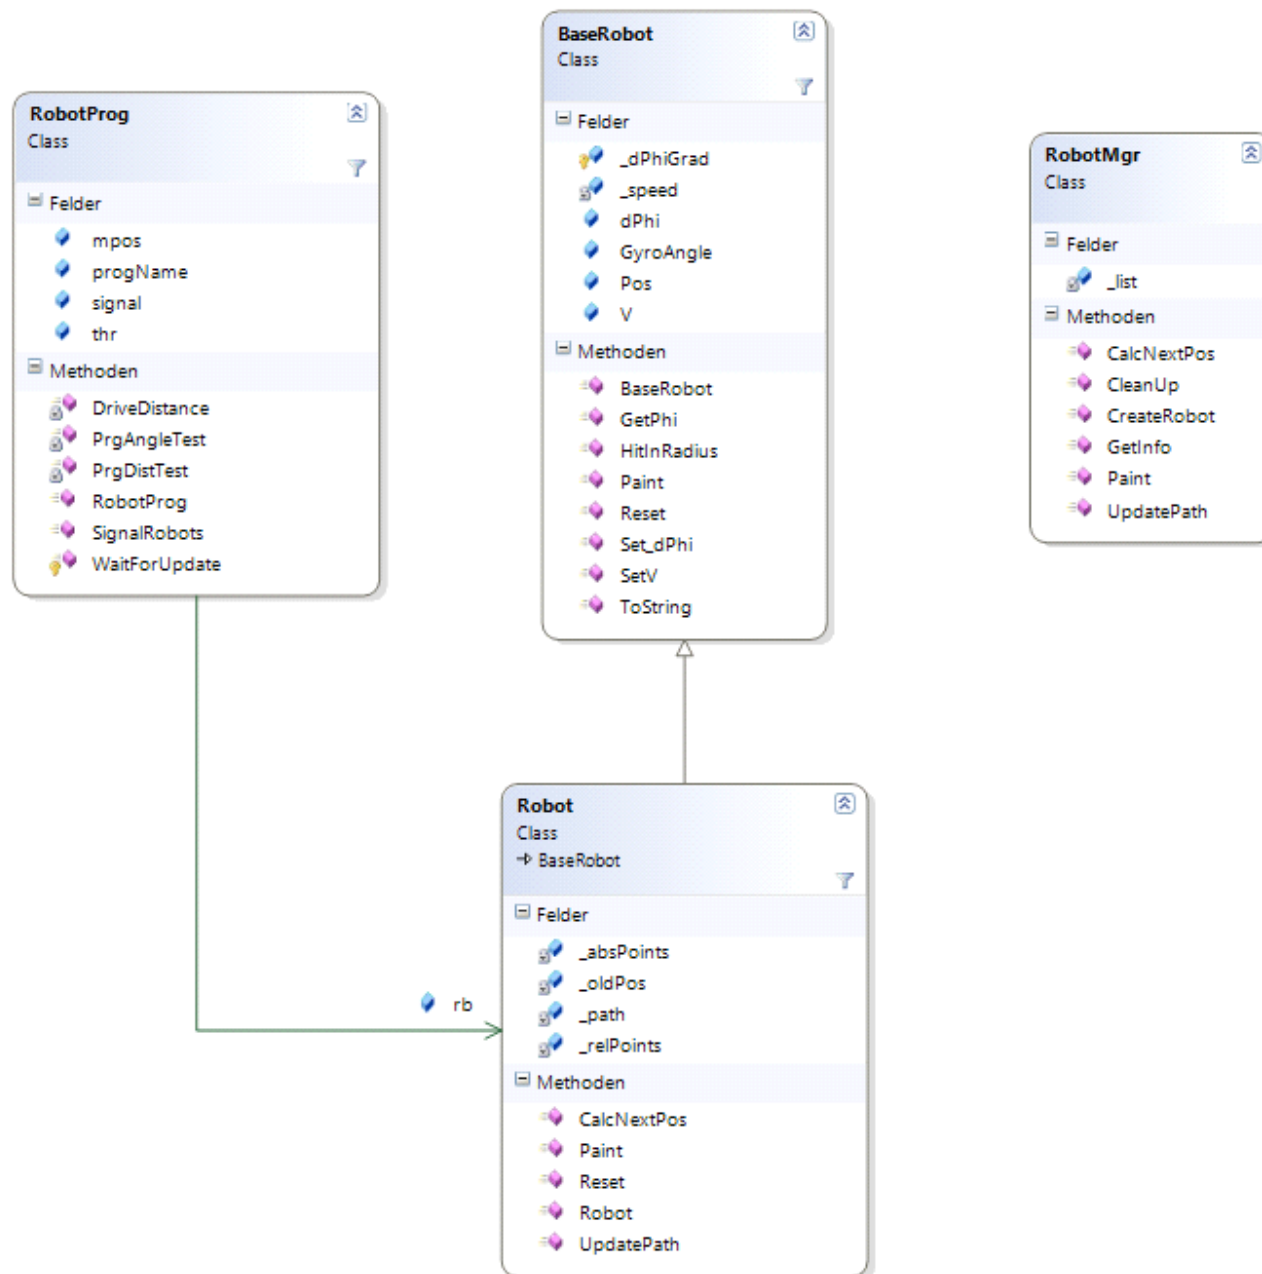 BaseRobot
Class
Felder
_dPhiGrad
_speed
dPhi
GyroAngle
Pos
V
Methoden
BaseRobot
GetPhi
HitInRadius
Paint
Reset
Set_dPhi
SetV
ToString
RobotProg
Class
Felder
mpos
progName
signal
thr
Methoden
DriveDistance
PrgAngleTest
PrgDistTest
RobotProg
SignalRobots
WaitForUpdate
RobotMgr
Class
Felder
_list
Methoden
CalcNextPos
CleanUp
CreateRobot
GetInfo
Paint
UpdatePath
rb
Robot
Class
BaseRobot
Felder
_absPoints
_oldPos
_path
_relPoints
Methoden
CalcNextPos
Paint
Reset
Robot
UpdatePath